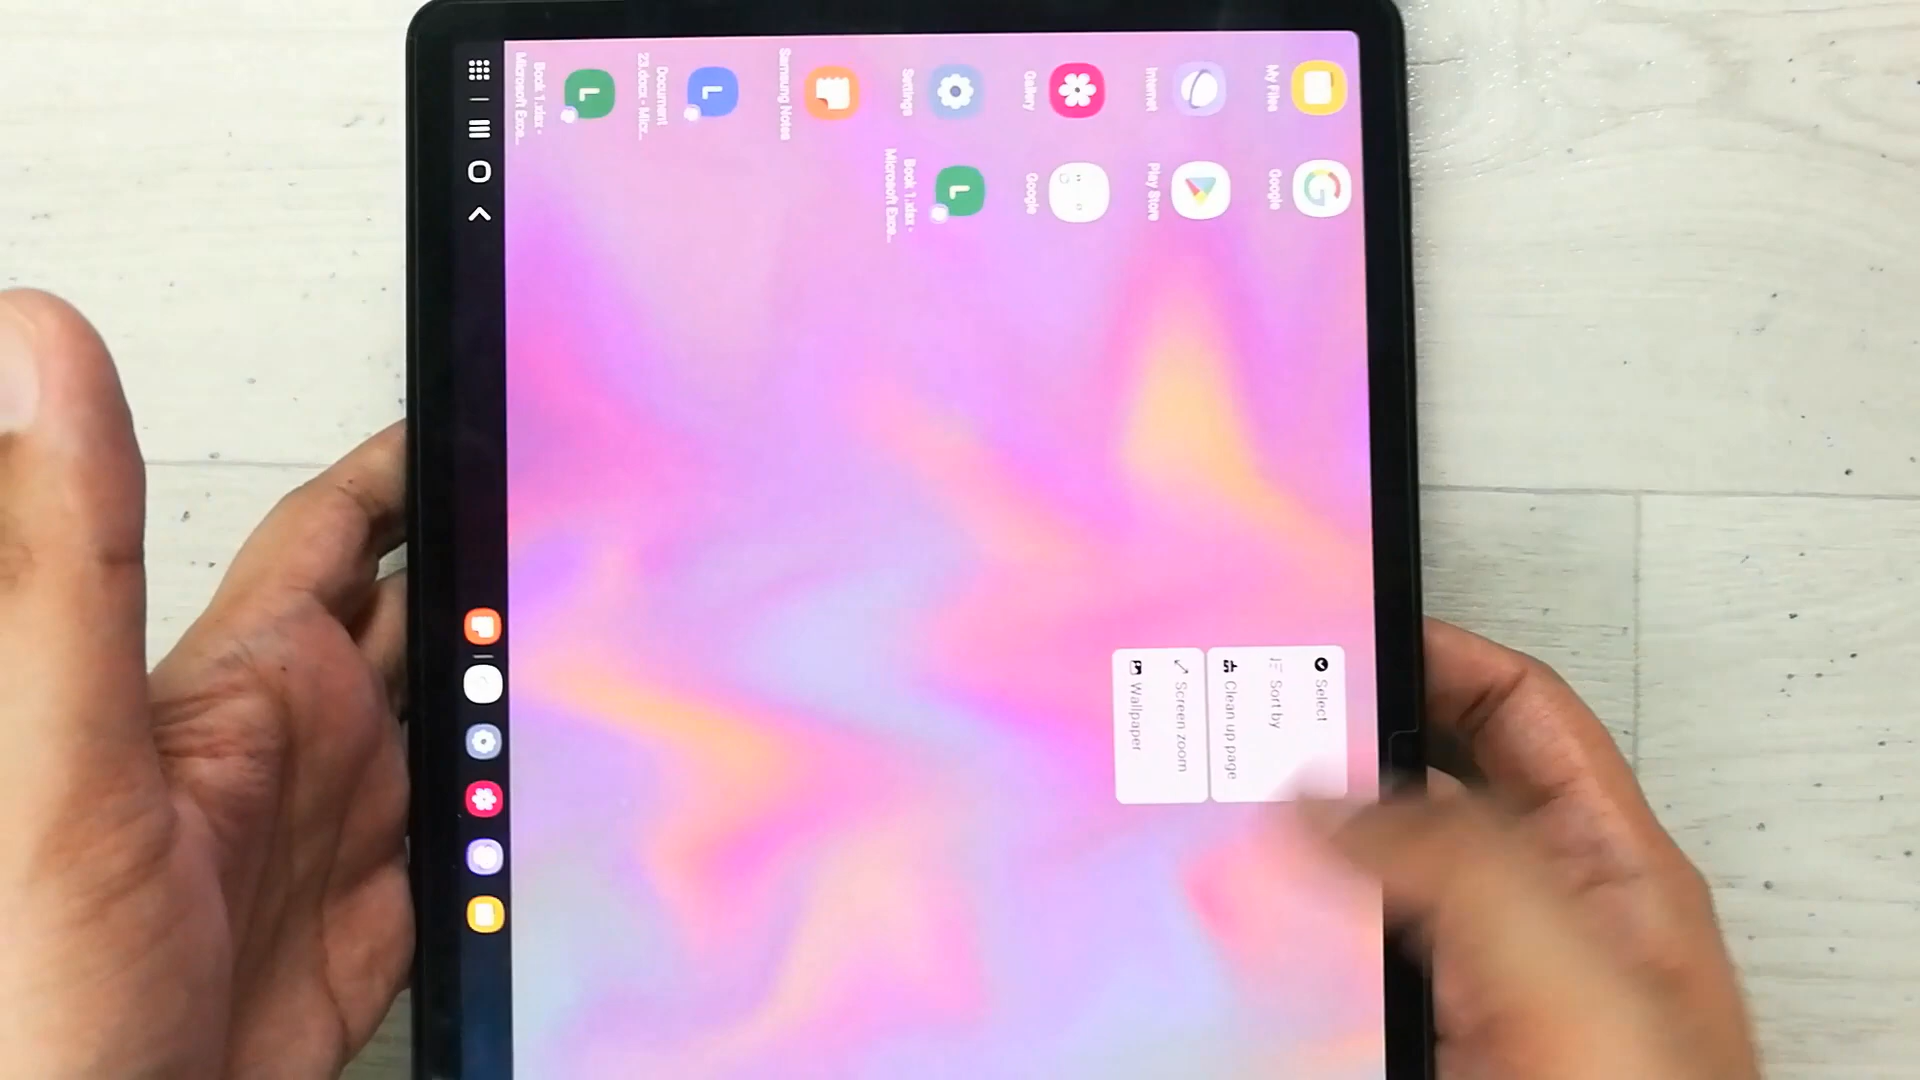 My Files
Internet
Gallery
Settings
Samsung Notes
Document
23.docx - Micr...
Book 1.xlsx -
Microsoft Exce...
Google
Play Store
Google
Book 1.xlsx -
Microsoft Exce...
Select
Sort by
Clean up page
Screen zoom
Wallpaper
L
L
L